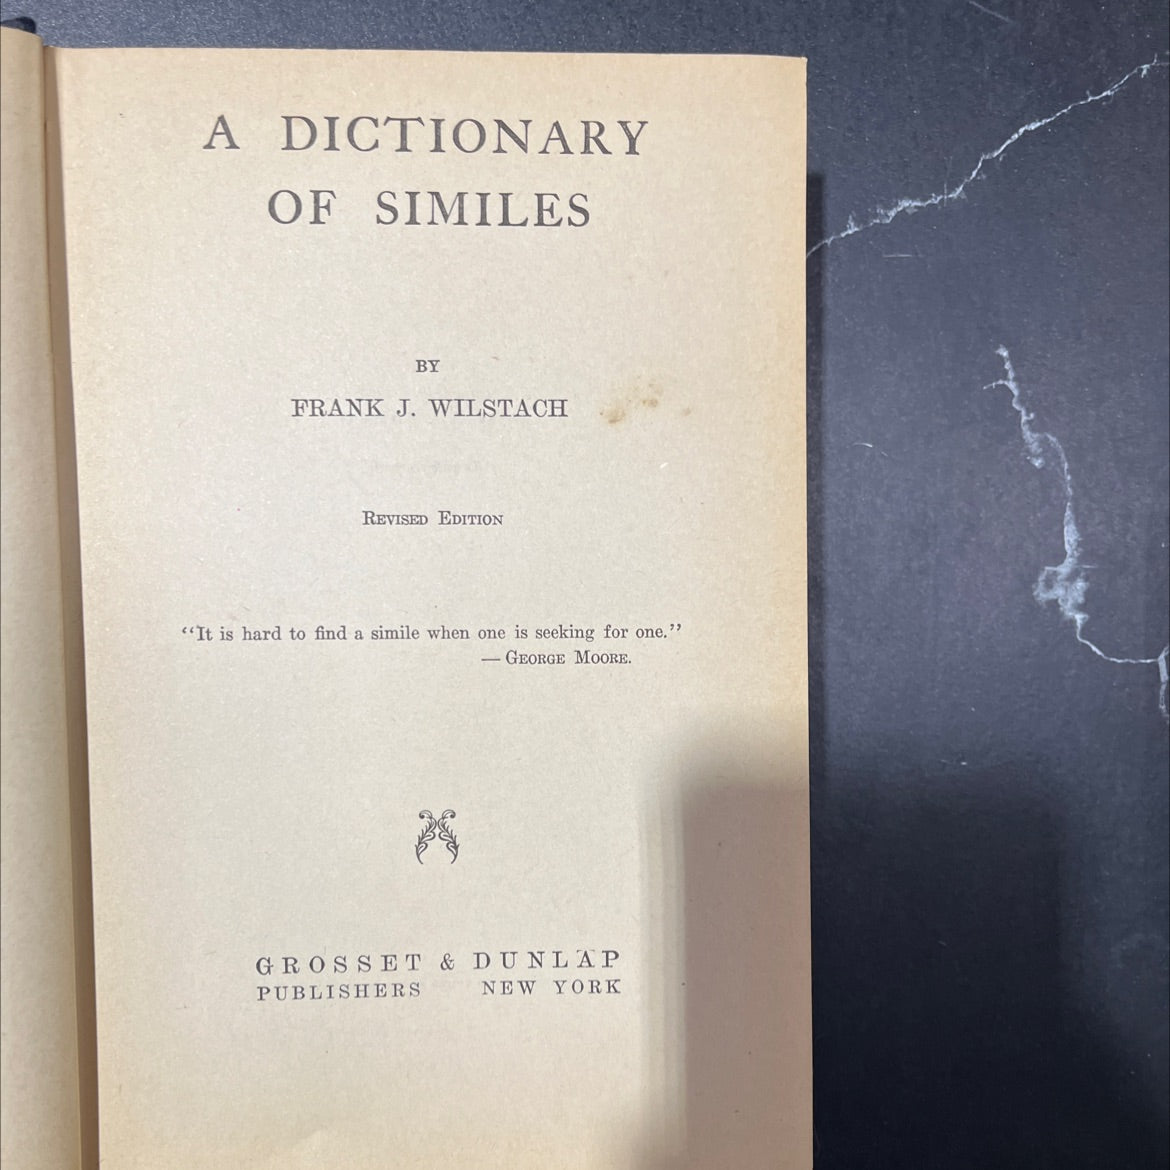 A DICTIONARY
OF SIMILES
BY
FRANK J. WILSTACH
REVISED EDITION
“It is hard to find a simile when one is seeking for one.”
— GEORGE MOORE.
GROSSET & DUNLAP
PUBLISHERS NEW YORK